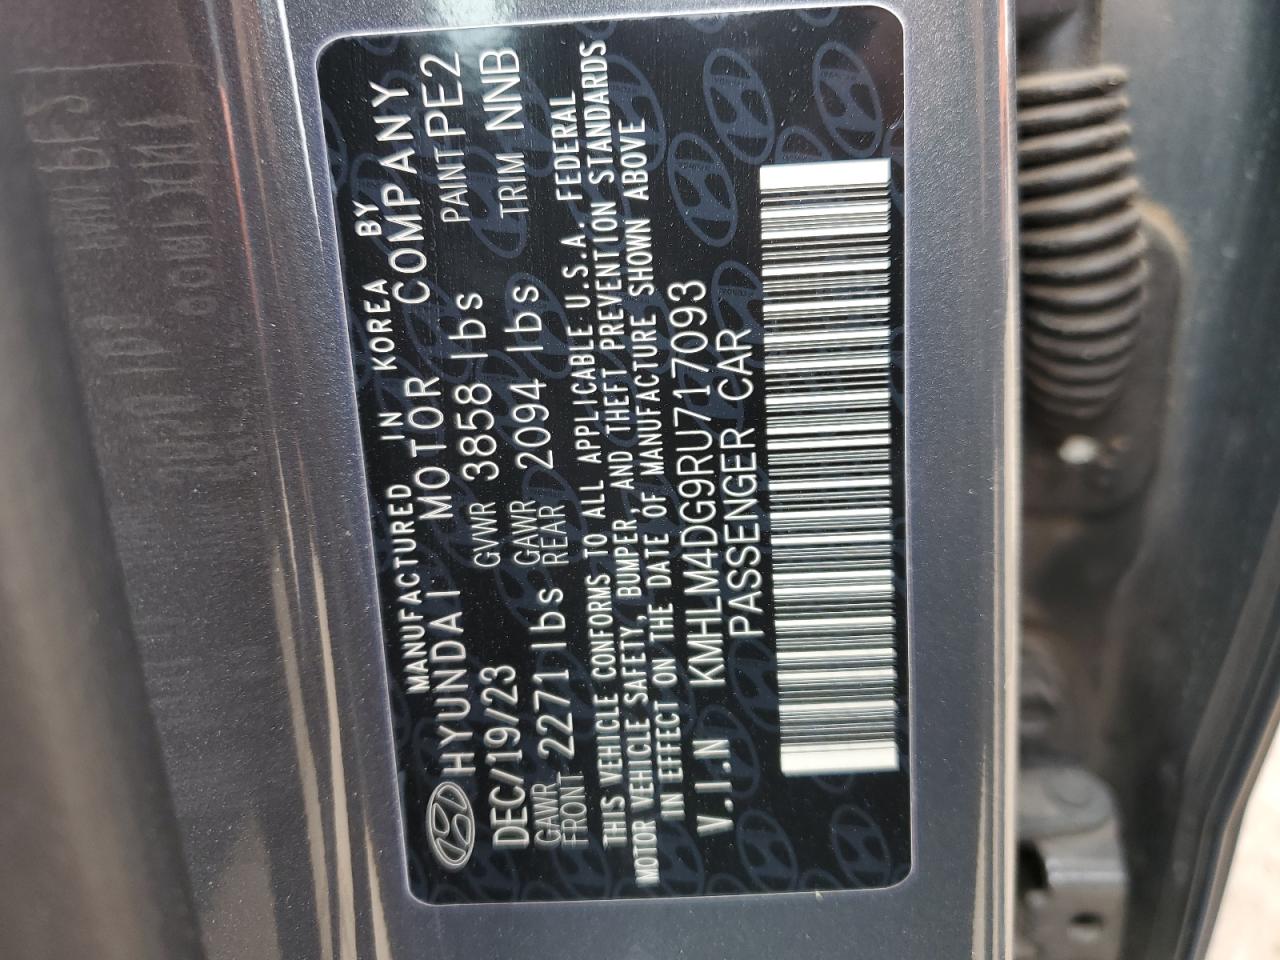 MANUFACTURED IN KOREA BY
HYUNDAI MOTOR COMPANY
DEC/19/23 GVWR 3858 lbs PAINT PE2
GAWR FRONT 2271 lbs GAWR REAR 2094 lbs TRIM NNB
THIS VEHICLE CONFORMS TO ALL APPLICABLE U.S.A. FEDERAL
MOTOR VEHICLE SAFETY, BUMPER, AND THEFT PREVENTION STANDARDS
IN EFFECT ON THE DATE OF MANUFACTURE SHOWN ABOVE
V.I.N KMHLM4DG9RU717093
PASSENGER CAR